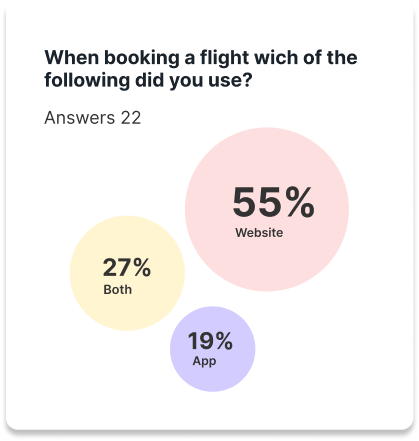 When booking a flight wich of the
following did you use?
Answers 22
55%
Website
27%
Both
19%
App